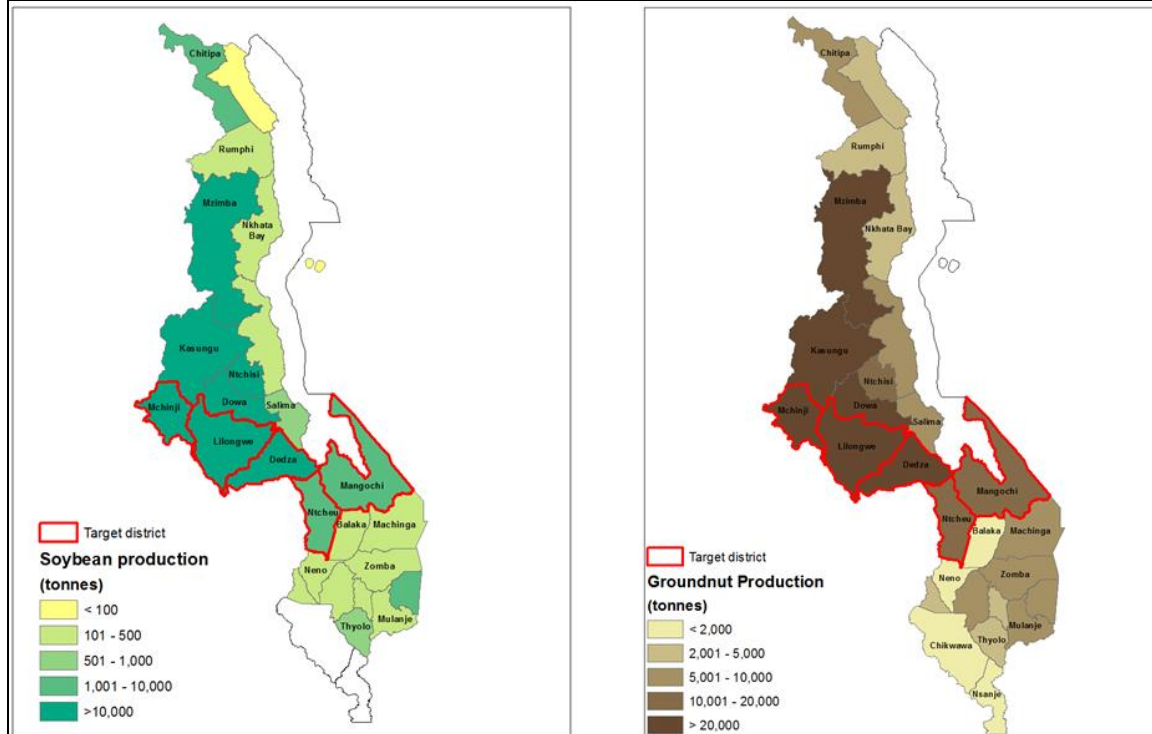 Chitipa
Rumphi
Mzimba
Nkhata
Bay
Kasungu
Ntchisi
Dowa
Salima
Mchinji
Lilongwe
Dedza
Mangochi
Ntcheu
Balaka
Machinga
Neno
Zomba
Mulanje
Thyolo
Target district
Soybean production
(tonnes)
< 100
101 - 500
501 - 1,000
1,001 - 10,000
>10,000
Chitipa
Rumphi
Mzimba
Nkhata Bay
Kasungu
Ntchisi
Dowa
Salima
Mchinji
Lilongwe
Dedza
Mangochi
Ntcheu
Balaka
Machinga
Neno
Zomba
Mulanje
Thyolo
Chikwawa
Nsanje
Target district
Groundnut Production
(tonnes)
< 2,000
2,001 - 5,000
5,001 - 10,000
10,001 - 20,000
> 20,000